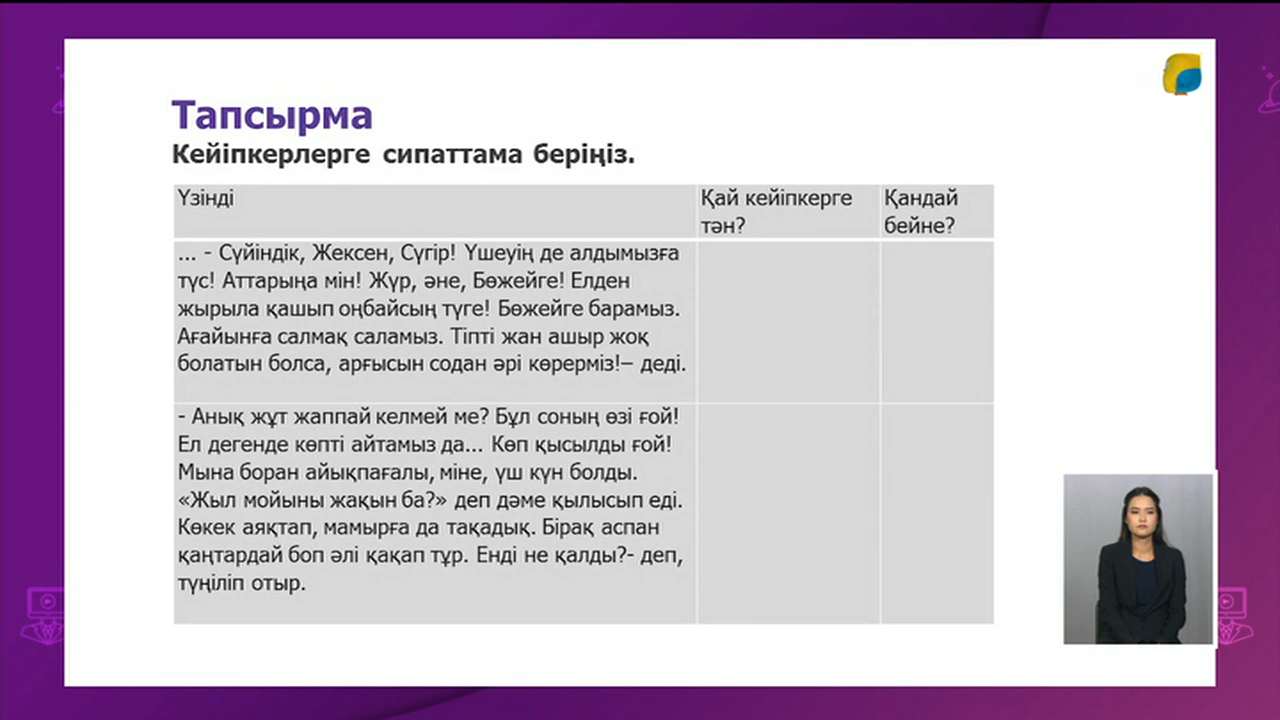 Тапсырма
Кейіпкерлерге сипаттама беріңіз.
Үзінді
Қай кейіпкерге
тән?
Қандай
бейне?
... - Сүйіндік, Жексен, Сүгір! Үшеуің де алдымызға
түс! Аттарыңа мін! Жүр, әне, Бөжейге! Елден
жырыла қашып оңбайсың түге! Бөжейге барамыз.
Ағайынға салмақ саламыз. Тіпті жан ашыр жоқ
болатын болса, арғысын содан әрі көрерміз!– деді.
- Анық жұт жаппай келмей ме? Бұл соның өзі ғой!
Ел дегенде көпті айтамыз да... Көп қысылды ғой!
Мына боран айықпағалы, міне, үш күн болды.
«Жыл мойыны жақын ба?» деп дәме қылысып еді.
Көкек аяқтап, мамырға да тақадық. Бірақ аспан
қаңтардай боп әлі қақап тұр. Енді не қалды?- деп,
түңіліп отыр.